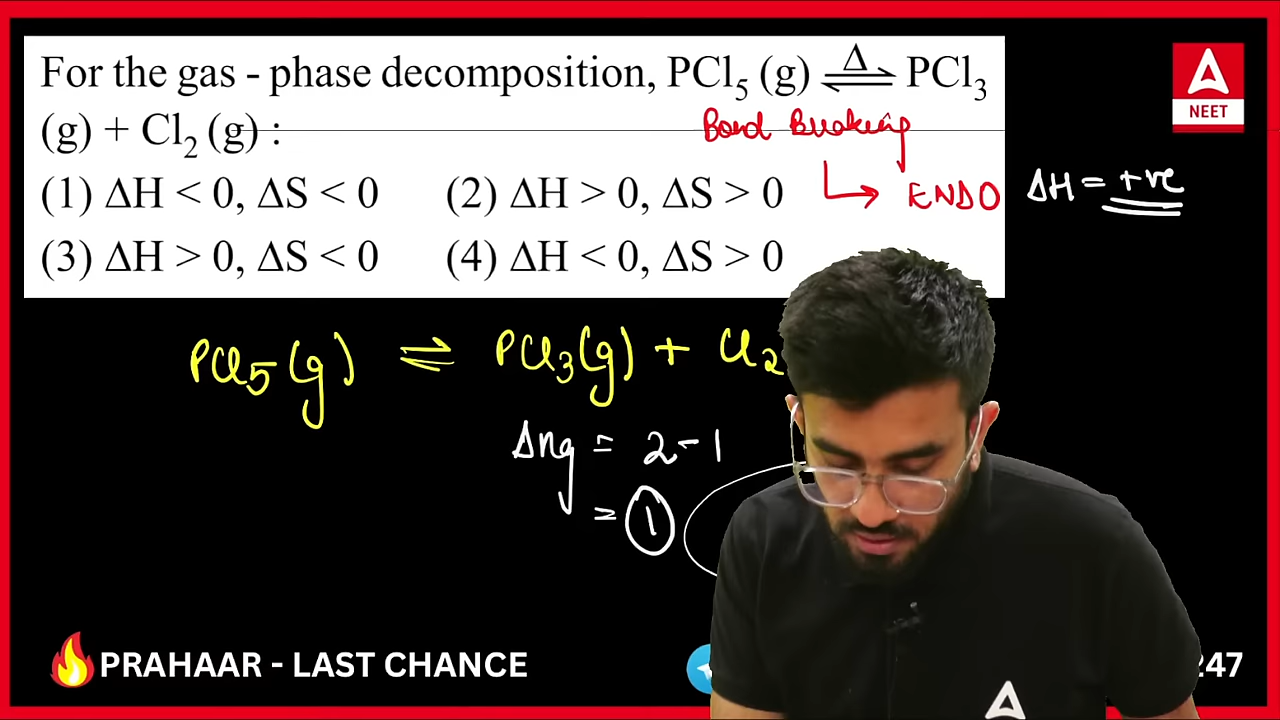 For the gas - phase decomposition, PCl₅ (g) ⇌ PCl₃
Δ
(g) + Cl₂ (g) :
(1) ΔH < 0, ΔS < 0 (2) ΔH > 0, ΔS > 0
(3) ΔH > 0, ΔS < 0 (4) ΔH < 0, ΔS > 0
Bond Breaking
ENDO
ΔH = +ve
NEET
PCl₅(g) ⇌ PCl₃(g) + Cl₂
Δng = 2-1
= 1
PRAHAAR - LAST CHANCE
247